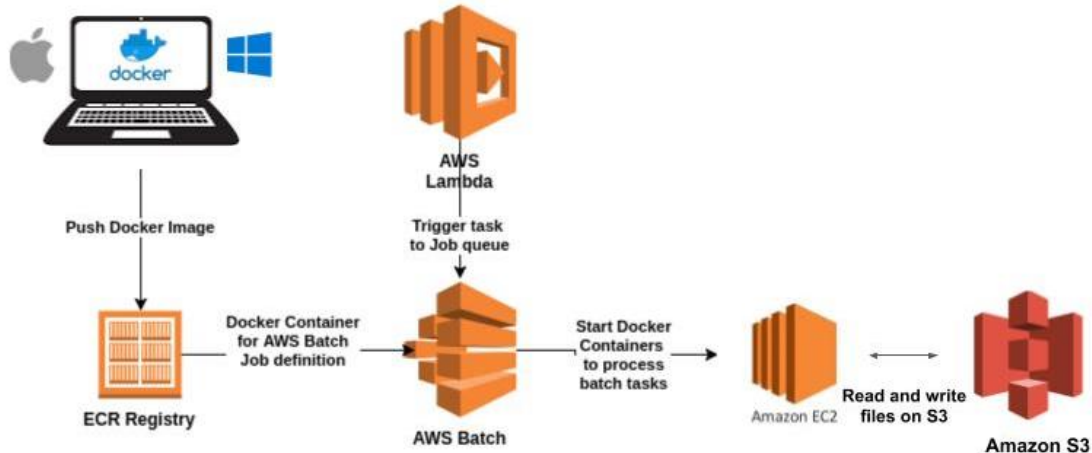 docker
AWS
Lambda
Push Docker Image
Trigger task
to Job queue
Docker Container
for AWS Batch
Job definition
Start Docker
Containers
to process
batch tasks
ECR Registry
AWS Batch
Amazon EC2
Read and write
files on S3
Amazon S3